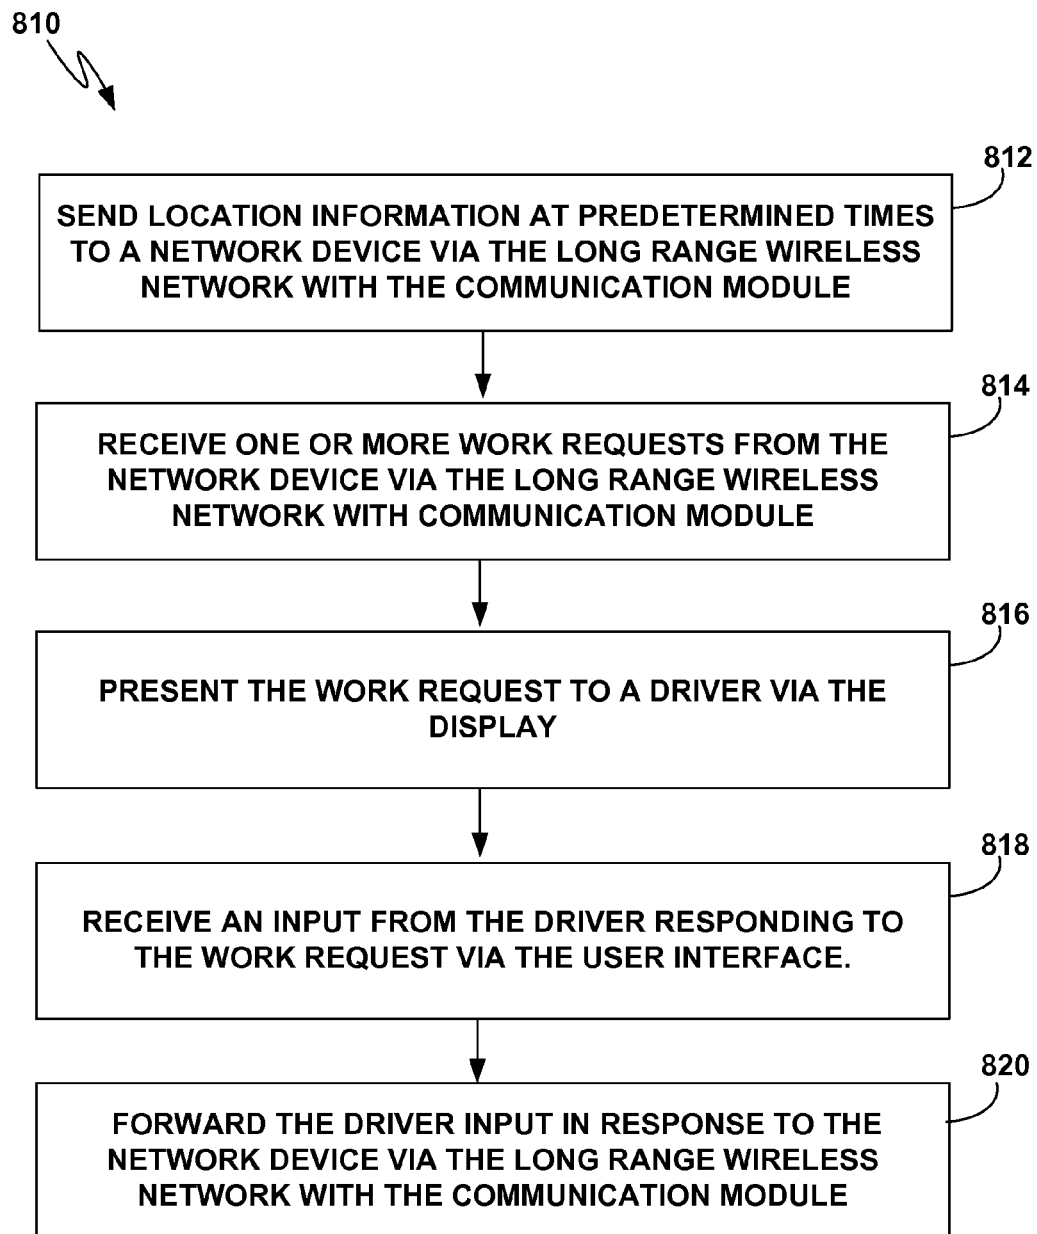 810
812
SEND LOCATION INFORMATION AT PREDETERMINED TIMES
TO A NETWORK DEVICE VIA THE LONG RANGE WIRELESS
NETWORK WITH THE COMMUNICATION MODULE
814
RECEIVE ONE OR MORE WORK REQUESTS FROM THE
NETWORK DEVICE VIA THE LONG RANGE WIRELESS
NETWORK WITH COMMUNICATION MODULE
816
PRESENT THE WORK REQUEST TO A DRIVER VIA THE
DISPLAY
818
RECEIVE AN INPUT FROM THE DRIVER RESPONDING TO
THE WORK REQUEST VIA THE USER INTERFACE.
820
FORWARD THE DRIVER INPUT IN RESPONSE TO THE
NETWORK DEVICE VIA THE LONG RANGE WIRELESS
NETWORK WITH THE COMMUNICATION MODULE